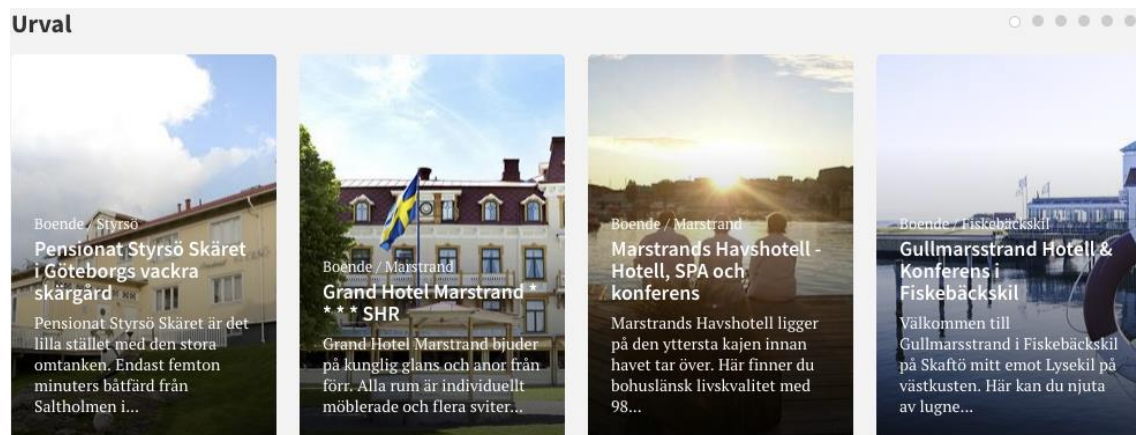 Urval
Boende / Styrsö
Pensionat Styrsö Skäret
i Göteborgs vackra
skärgård
Pensionat Styrsö Skäret är det
lilla stället med den stora
omtanken. Endast femton
minuters båtfärd från
Saltholmen i...
Boende / Marstrand
Grand Hotel Marstrand *
* * * SHR
Grand Hotel Marstrand bjuder
på kunglig glans och anor från
förr. Alla rum är individuellt
möblerade och flera sviter...
Boende / Marstrand
Marstrands Havshotell -
Hotell, SPA och
konferens
Marstrands Havshotell ligger
på den yttersta kajen innan
havet tar över. Här finner du
bohuslänsk livskvalitet med
98...
Boende / Fiskebäckskil
Gullmarsstrand Hotell &
Konferens i
Fiskebäckskil
Välkommen till
Gullmarsstrand i Fiskebäckskil
på Skaftö mitt emot Lysekil på
västkusten. Här kan du njuta
av lugne...